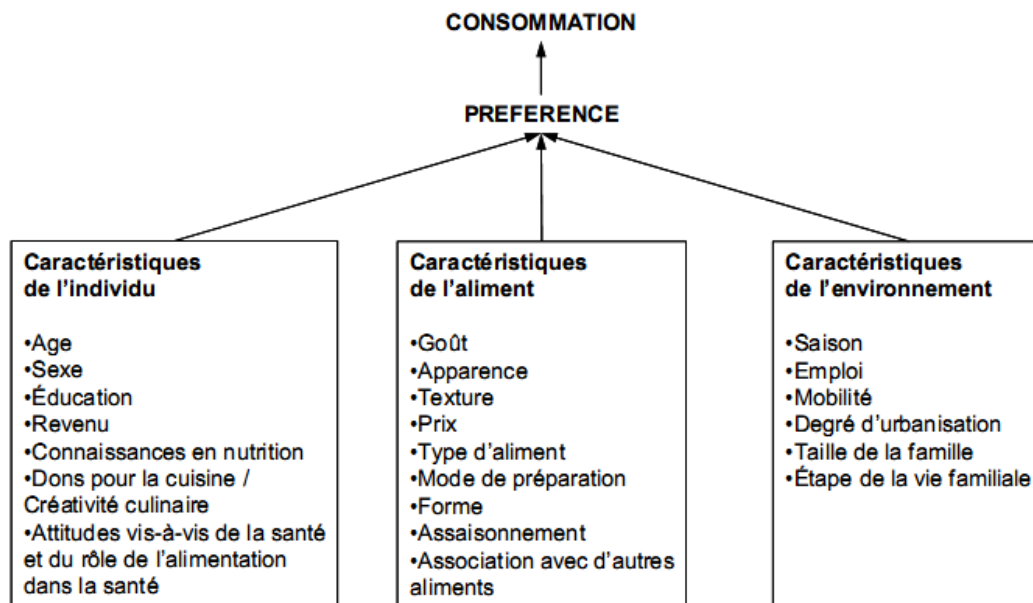 CONSOMMATION
PREFERENCE
Caractéristiques
de l'individu
•Age
•Sexe
•Éducation
•Revenu
•Connaissances en nutrition
•Dons pour la cuisine /
Créativité culinaire
•Attitudes vis-à-vis de la santé
et du rôle de l'alimentation
dans la santé
Caractéristiques
de l'aliment
•Goût
•Apparence
•Texture
•Prix
•Type d'aliment
•Mode de préparation
•Forme
•Assaisonnement
•Association avec d'autres
aliments
Caractéristiques
de l'environnement
•Saison
•Emploi
•Mobilité
•Degré d'urbanisation
•Taille de la famille
•Étape de la vie familiale